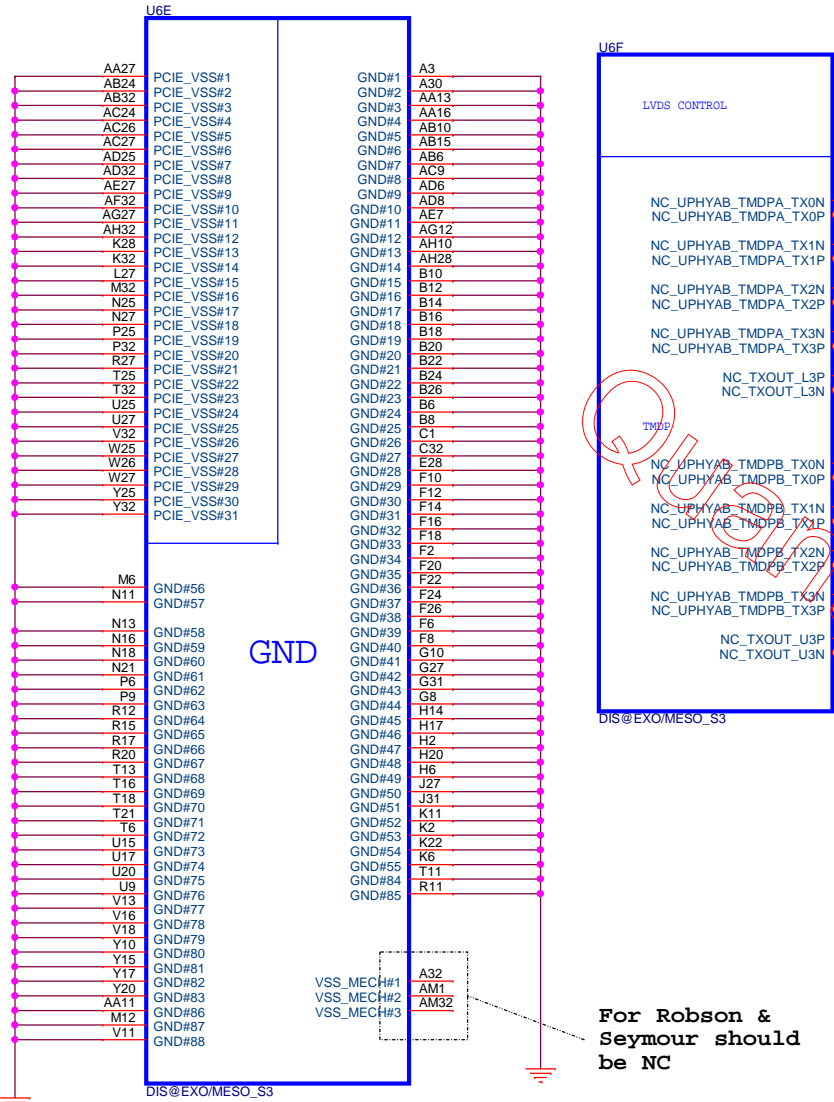 U6E
AA27 PCIE_VSS#1
AB24 PCIE_VSS#2
AB32 PCIE_VSS#3
AC24 PCIE_VSS#4
AC26 PCIE_VSS#5
AC27 PCIE_VSS#6
AD25 PCIE_VSS#7
AD32 PCIE_VSS#8
AE27 PCIE_VSS#9
AF32 PCIE_VSS#10
AG27 PCIE_VSS#11
AH32 PCIE_VSS#12
K28 PCIE_VSS#13
K32 PCIE_VSS#14
L27 PCIE_VSS#15
M32 PCIE_VSS#16
N25 PCIE_VSS#17
N27 PCIE_VSS#18
P25 PCIE_VSS#19
P32 PCIE_VSS#20
R27 PCIE_VSS#21
T25 PCIE_VSS#22
T32 PCIE_VSS#23
U25 PCIE_VSS#24
U27 PCIE_VSS#25
V32 PCIE_VSS#26
W25 PCIE_VSS#27
W26 PCIE_VSS#28
W27 PCIE_VSS#29
Y25 PCIE_VSS#30
Y32 PCIE_VSS#31
M6 GND#56
N11 GND#57
N13 GND#58
N16 GND#59
N18 GND#60
N21 GND#61
P6 GND#62
P9 GND#63
R12 GND#64
R15 GND#65
R17 GND#66
R20 GND#67
T13 GND#68
T16 GND#69
T18 GND#70
T21 GND#71
T6 GND#72
U15 GND#73
U17 GND#74
U20 GND#75
U9 GND#76
V13 GND#77
V16 GND#78
V18 GND#79
Y10 GND#80
Y15 GND#81
Y17 GND#82
Y20 GND#83
AA11 GND#86
M12 GND#87
V11 GND#88
GND
GND#1 A3
GND#2 A30
GND#3 AA13
GND#4 AA16
GND#5 AB10
GND#6 AB15
GND#7 AB6
GND#8 AC9
GND#9 AD6
GND#10 AD8
GND#11 AE7
GND#12 AG12
GND#13 AH10
GND#14 AH28
GND#15 B10
GND#16 B12
GND#17 B14
GND#18 B16
GND#19 B18
GND#20 B20
GND#21 B22
GND#22 B24
GND#23 B26
GND#24 B6
GND#25 B8
GND#26 C1
GND#27 C32
GND#28 E28
GND#29 F10
GND#30 F12
GND#31 F14
GND#32 F16
GND#33 F18
GND#34 F2
GND#35 F20
GND#36 F22
GND#37 F24
GND#38 F26
GND#39 F6
GND#40 F8
GND#41 G10
GND#42 G27
GND#43 G31
GND#44 G8
GND#45 H14
GND#46 H17
GND#47 H2
GND#48 H20
GND#49 H6
GND#50 J27
GND#51 J31
GND#52 K11
GND#53 K2
GND#54 K22
GND#55 K6
GND#84 T11
GND#85 R11
VSS_MECH#1 A32
VSS_MECH#2 AM1
VSS_MECH#3 AM32
DIS@EXO/MESO_S3
For Robson &
Seymour should
be NC
U6F
LVDS CONTROL
NC_UPHYAB_TMDPA_TX0N
NC_UPHYAB_TMDPA_TX0P
NC_UPHYAB_TMDPA_TX1N
NC_UPHYAB_TMDPA_TX1P
NC_UPHYAB_TMDPA_TX2N
NC_UPHYAB_TMDPA_TX2P
NC_UPHYAB_TMDPA_TX3N
NC_UPHYAB_TMDPA_TX3P
NC_TXOUT_L3P
NC_TXOUT_L3N
TMDP
NC_UPHYAB_TMDPB_TX0N
NC_UPHYAB_TMDPB_TX0P
NC_UPHYAB_TMDPB_TX1N
NC_UPHYAB_TMDPB_TX1P
NC_UPHYAB_TMDPB_TX2N
NC_UPHYAB_TMDPB_TX2P
NC_UPHYAB_TMDPB_TX3N
NC_UPHYAB_TMDPB_TX3P
NC_TXOUT_U3P
NC_TXOUT_U3N
DIS@EXO/MESO_S3
Quan